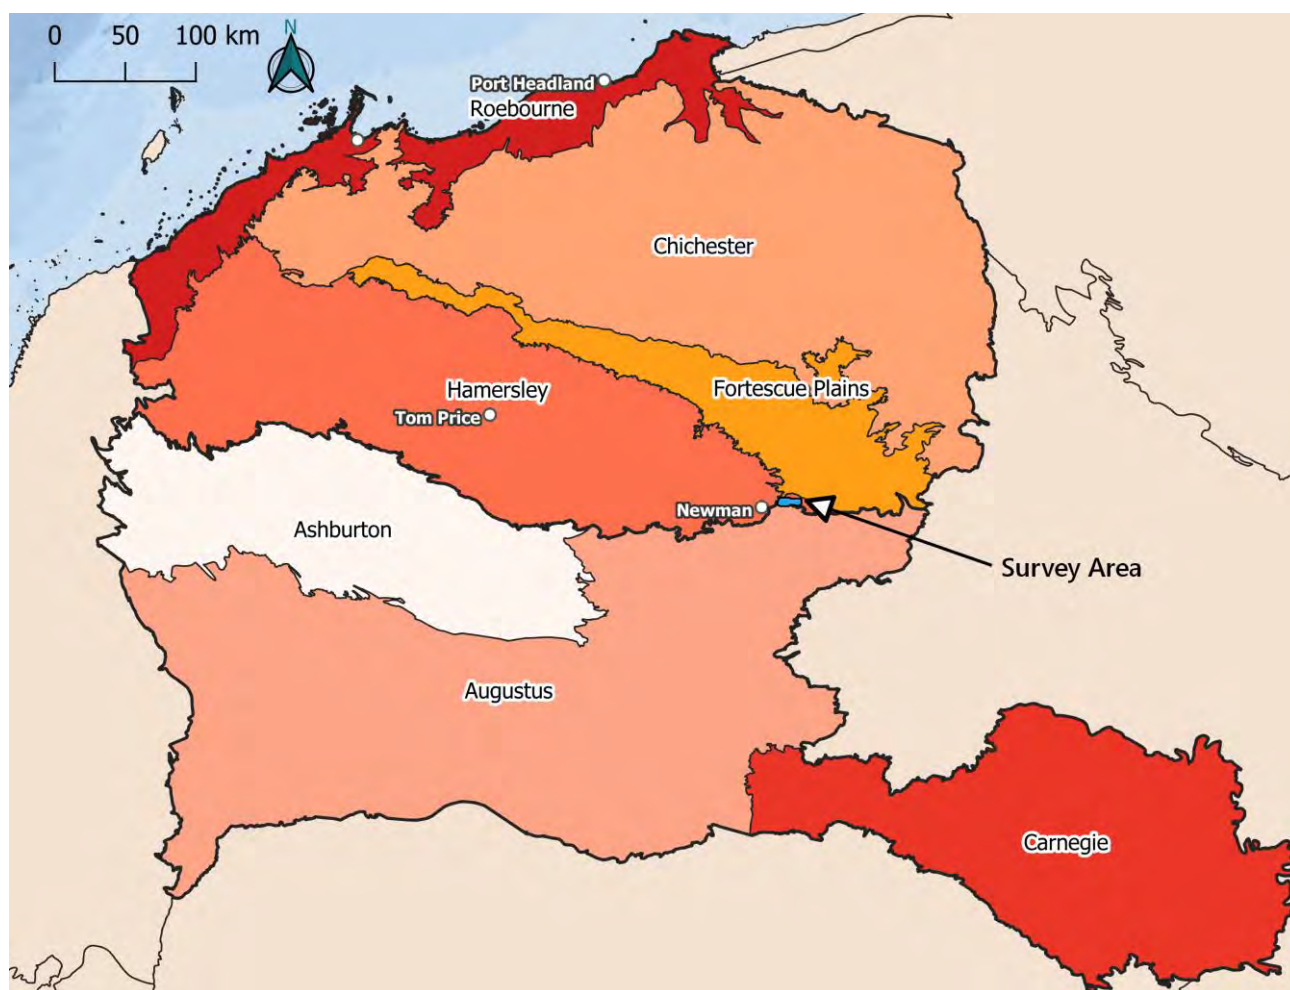 0 50 100 km
N
Port Headland
Roebourne
Chichester
Hamersley
Fortescue Plains
Tom Price
Newman
Ashburton
Survey Area
Augustus
Carnegie